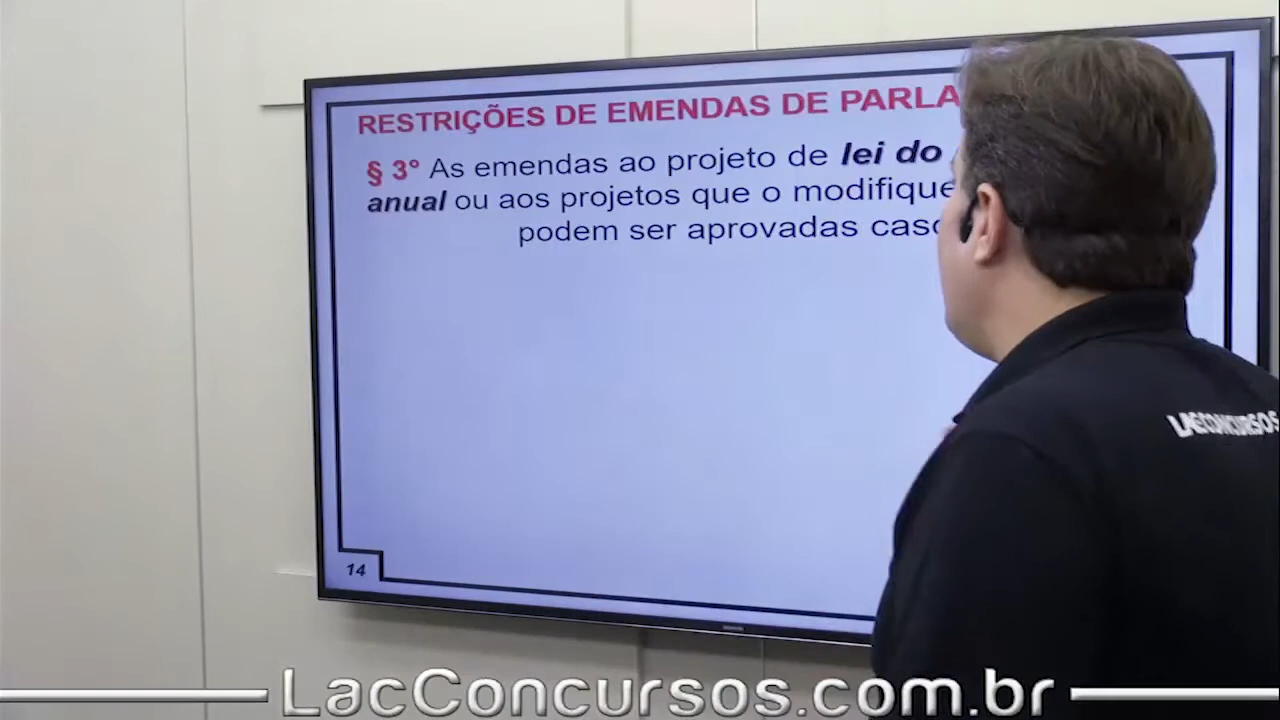 RESTRIÇÕES DE EMENDAS DE PARLA
§ 3° As emendas ao projeto de lei do
anual ou aos projetos que o modifique
podem ser aprovadas caso
14
LACCONCURSOS
LacConcursos.com.br